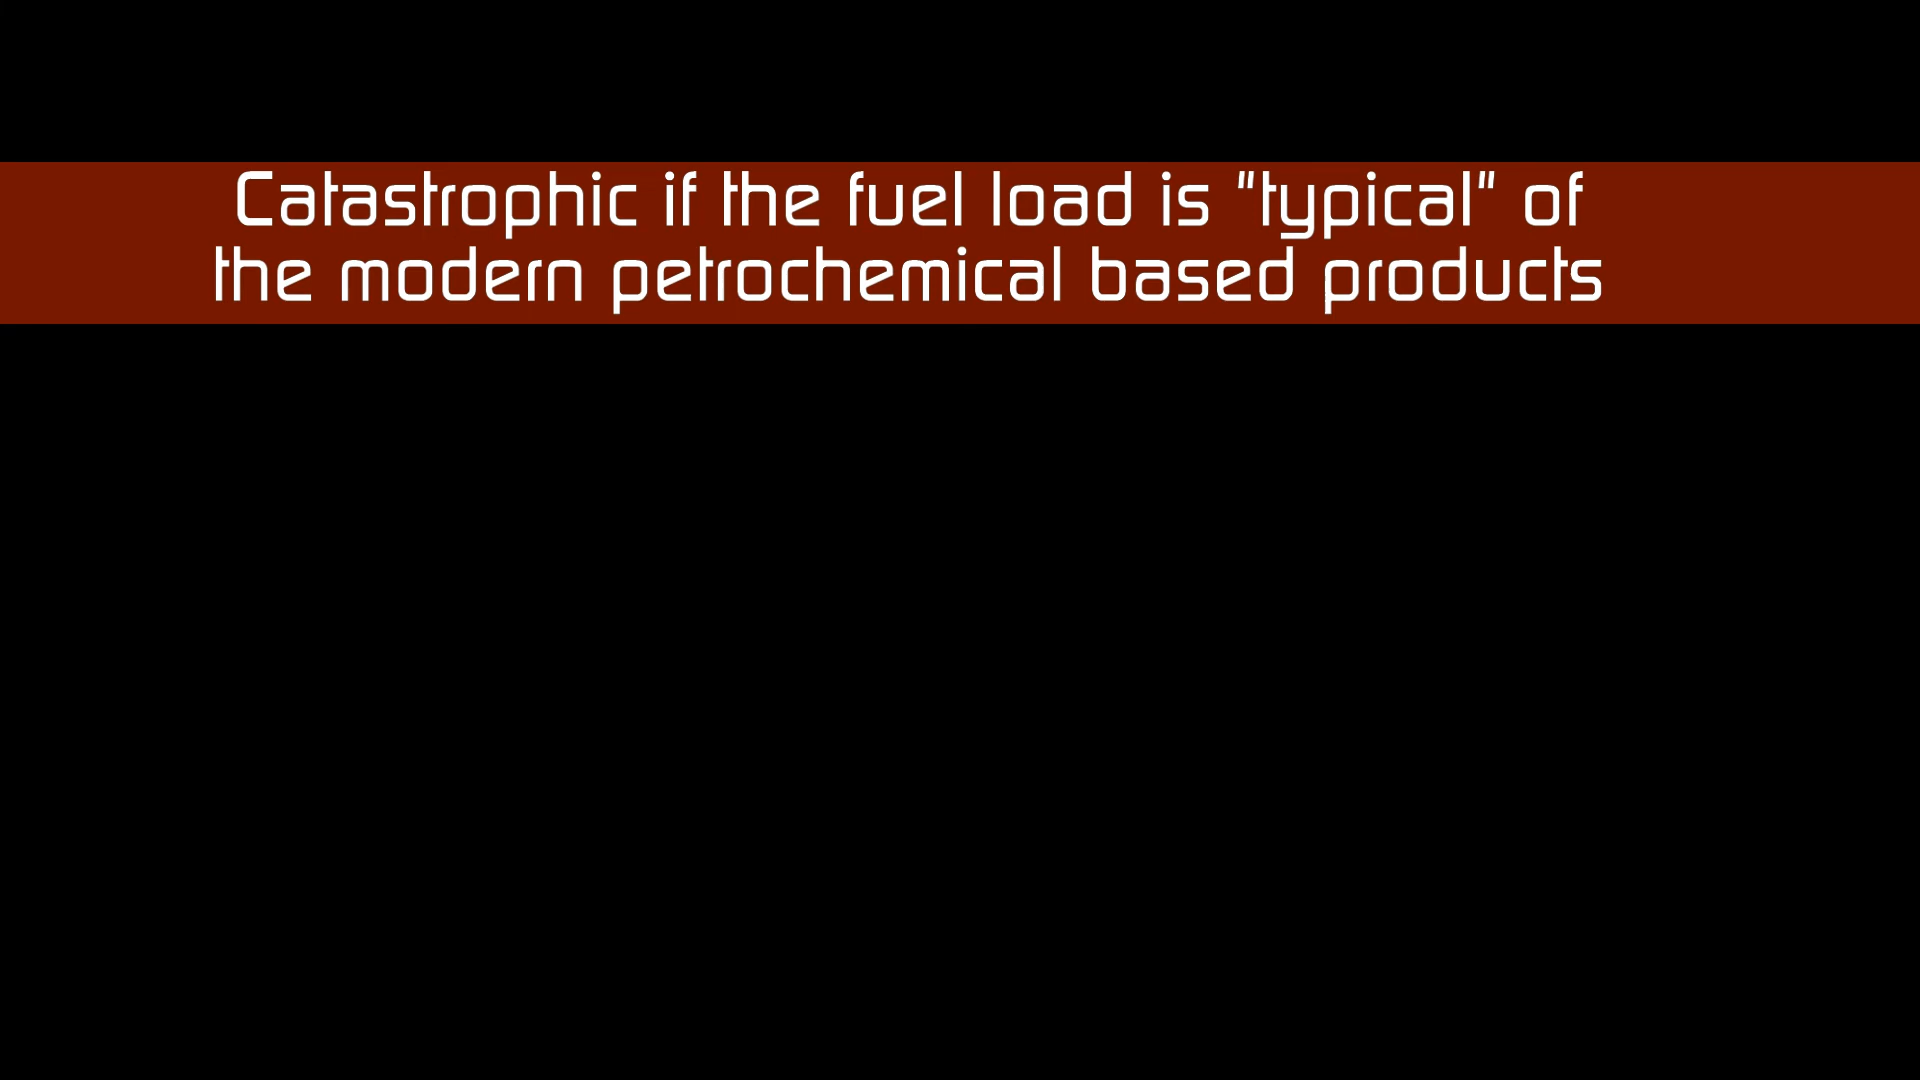 Catastrophic if the fuel load is "typical" of
the modern petrochemical based products